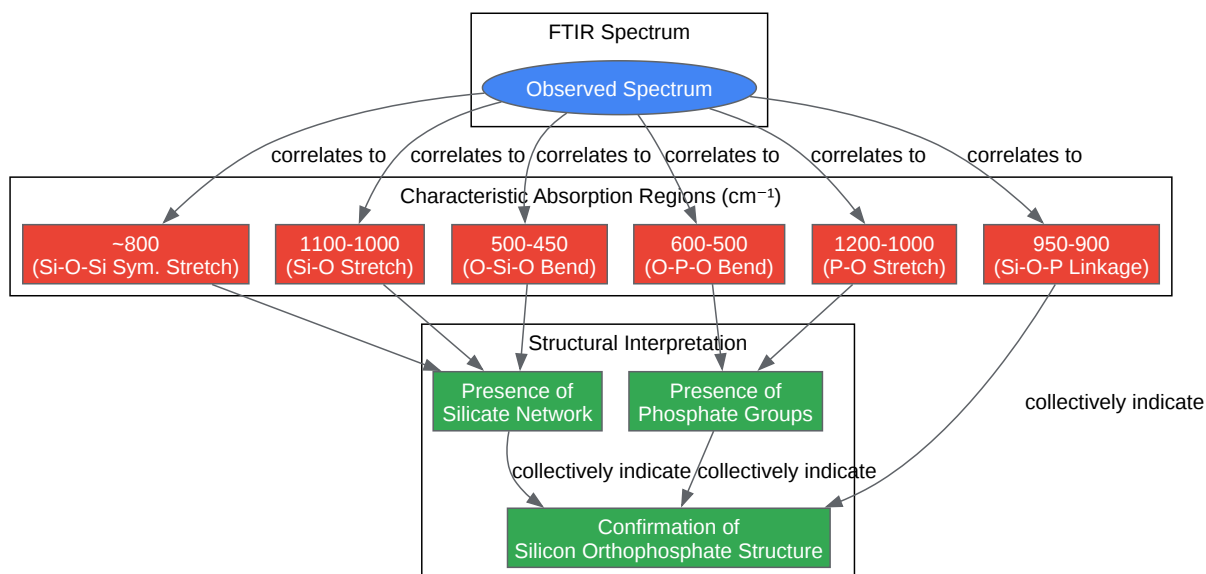 FTIR Spectrum
Observed Spectrum
correlates to
correlates to
correlates to
correlates to
correlates to
correlates to
Characteristic Absorption Regions (cm⁻¹)
~800
(Si-O-Si Sym. Stretch)
1100-1000
(Si-O Stretch)
500-450
(O-Si-O Bend)
600-500
(O-P-O Bend)
1200-1000
(P-O Stretch)
950-900
(Si-O-P Linkage)
Structural Interpretation
Presence of
Silicate Network
Presence of
Phosphate Groups
collectively indicate
collectively indicate
collectively indicate
Confirmation of
Silicon Orthophosphate Structure